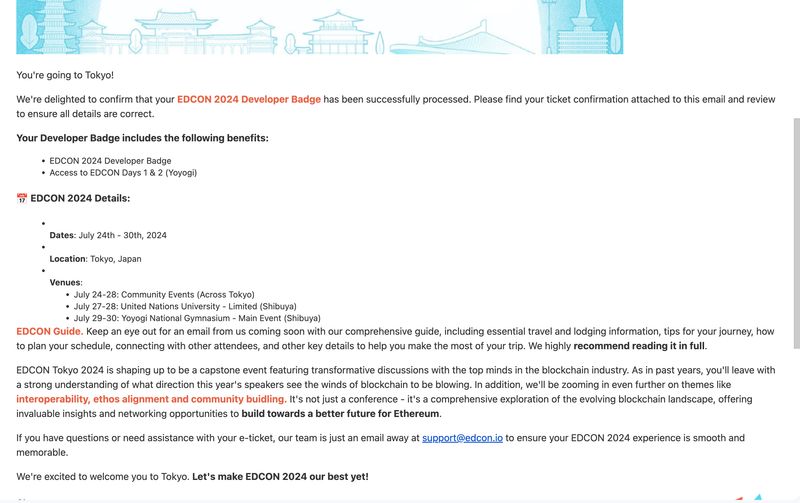 You're going to Tokyo!
We're delighted to confirm that your EDCON 2024 Developer Badge has been successfully processed. Please find your ticket confirmation attached to this email and review
to ensure all details are correct.
Your Developer Badge includes the following benefits:
• EDCON 2024 Developer Badge
• Access to EDCON Days 1 & 2 (Yoyogi)
📅 EDCON 2024 Details:
•
Dates: July 24th - 30th, 2024
•
Location: Tokyo, Japan
•
Venues:
• July 24-28: Community Events (Across Tokyo)
• July 27-28: United Nations University - Limited (Shibuya)
• July 29-30: Yoyogi National Gymnasium - Main Event (Shibuya)
EDCON Guide. Keep an eye out for an email from us coming soon with our comprehensive guide, including essential travel and lodging information, tips for your journey, how
to plan your schedule, connecting with other attendees, and other key details to help you make the most of your trip. We highly recommend reading it in full.
EDCON Tokyo 2024 is shaping up to be a capstone event featuring transformative discussions with the top minds in the blockchain industry. As in past years, you'll leave with
a strong understanding of what direction this year's speakers see the winds of blockchain to be blowing. In addition, we'll be zooming in even further on themes like
interoperability, ethos alignment and community buidling. It's not just a conference - it's a comprehensive exploration of the evolving blockchain landscape, offering
invaluable insights and networking opportunities to build towards a better future for Ethereum.
If you have questions or need assistance with your e-ticket, our team is just an email away at support@edcon.io to ensure your EDCON 2024 experience is smooth and
memorable.
We're excited to welcome you to Tokyo. Let's make EDCON 2024 our best yet!